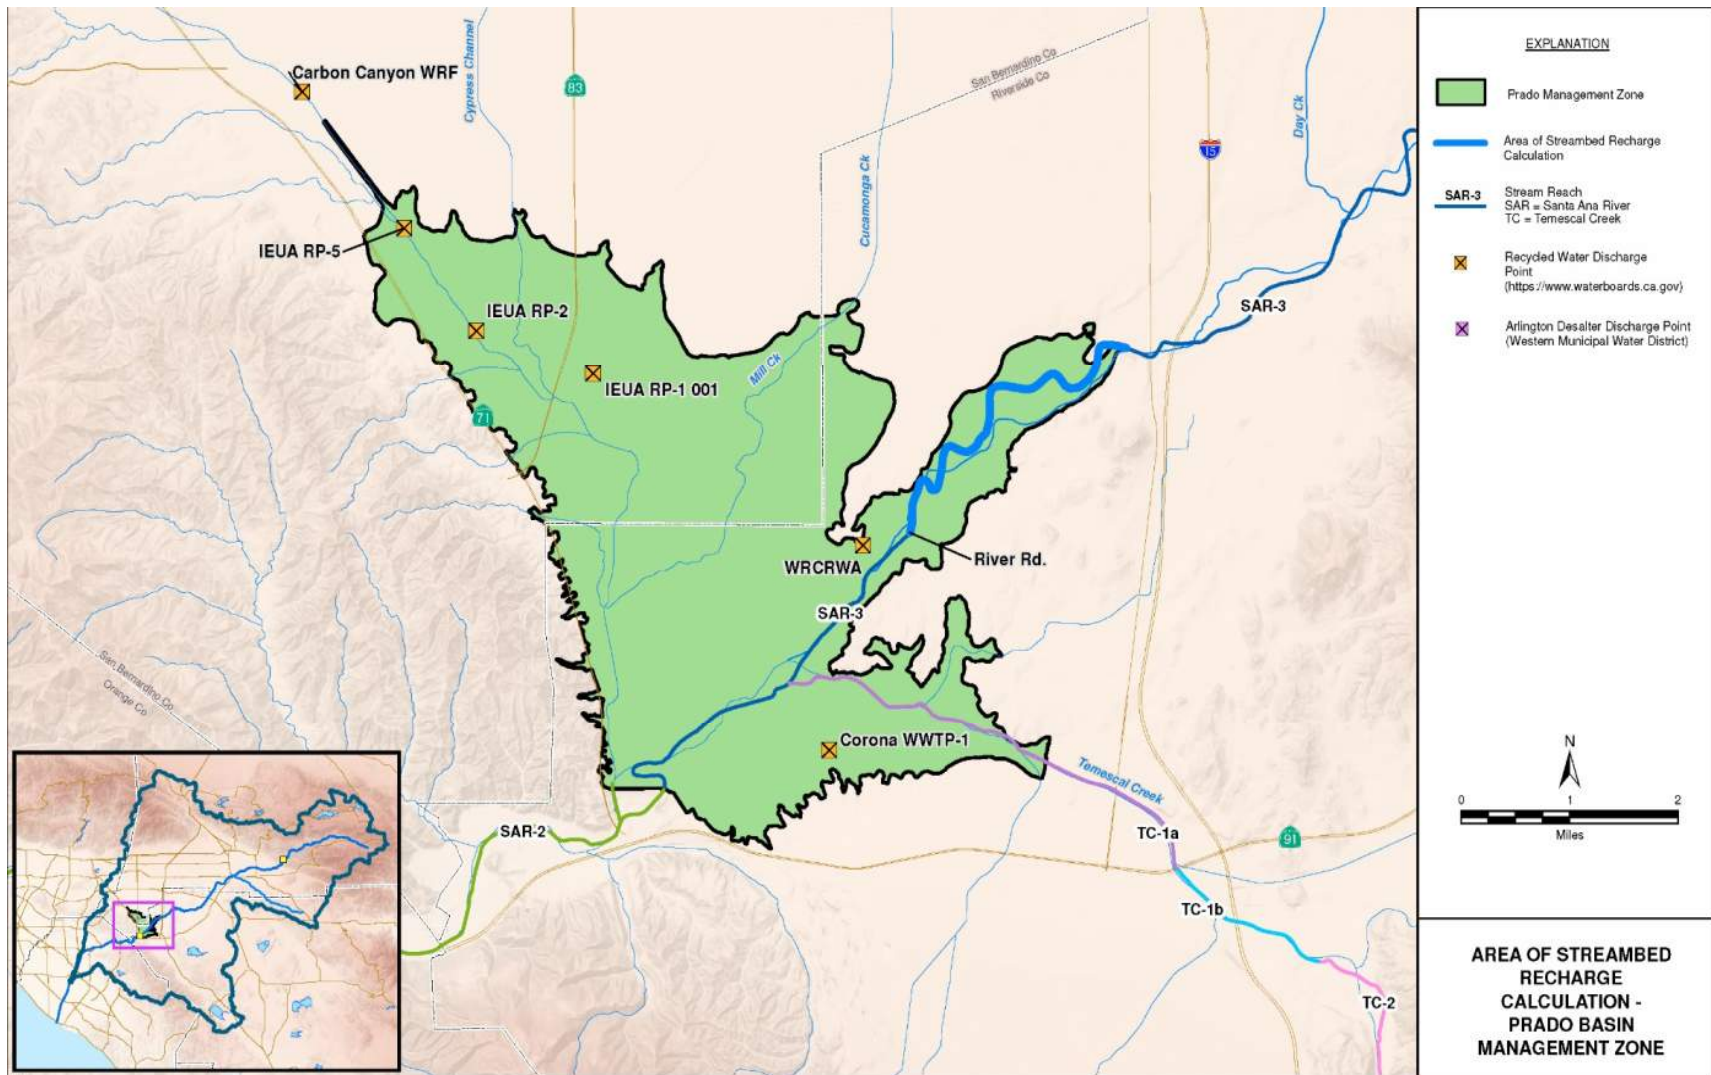 Carbon Canyon WRF
Cypress Channel
83
San Bernardino Co
Riverside Co
Day Ck
15
Cucamonga Ck
IEUA RP-5
IEUA RP-2
SAR-3
Mill Ck
IEUA RP-1 001
71
WRCRWA
River Rd.
SAR-3
San Bernardino Co
Orange Co
Corona WWTP-1
Temescal Creek
SAR-2
TC-1a
91
TC-1b
TC-2
EXPLANATION
Prado Management Zone
Area of Streambed Recharge
Calculation
SAR-3
Stream Reach
SAR = Santa Ana River
TC = Temescal Creek
Recycled Water Discharge
Point
(https://www.waterboards.ca.gov)
Arlington Desalter Discharge Point
(Western Municipal Water District)
N
0 1 2
Miles
AREA OF STREAMBED
RECHARGE
CALCULATION -
PRADO BASIN
MANAGEMENT ZONE